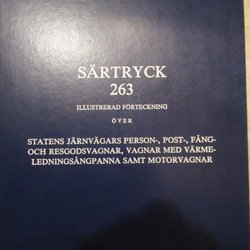 SÄRTRYCK
263
ILLUSTRERAD FÖRTECKNING
ÖVER
STATENS JÄRNVÄGARS PERSON-, POST-, FÅNG-
OCH RESGODSVAGNAR, VAGNAR MED VÄRME-
LEDNINGSÅNGPANNA SAMT MOTORVAGNAR